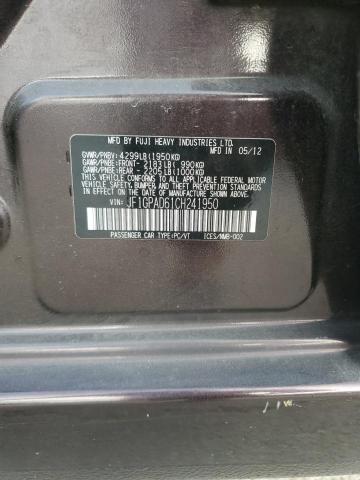 MFD BY FUJI HEAVY INDUSTRIES LTD.
GVWR/PNBV: 4299LB(1950KG) MFD IN 05/12
GAWR/PNBE:FRONT- 2183LB( 990KG)
GAWR/PNBE:REAR - 2205LB(1000KG)
THIS VEHICLE CONFORMS TO ALL APPLICABLE FEDERAL MOTOR
VEHICLE SAFETY, BUMPER AND THEFT PREVENTION STANDARDS
IN EFFECT ON THE DATE OF MANUFACTURE SHOWN ABOVE.
VIN: JF1GPAD61CH241950
PASSENGER CAR TYPE:PC/VT ICES/NMB-002